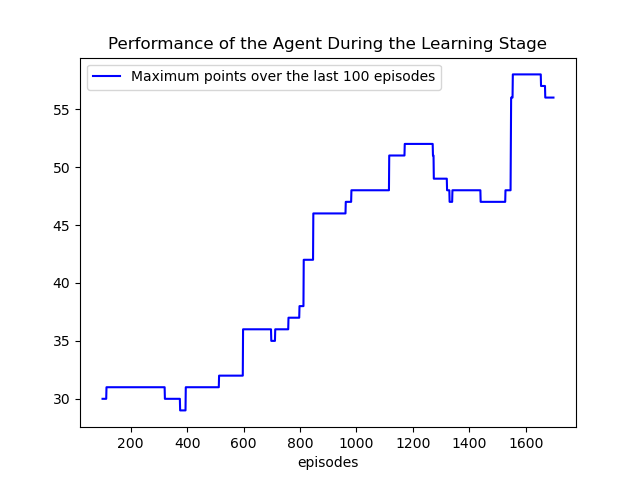 Performance of the Agent During the Learning Stage
Maximum points over the last 100 episodes
55
50
45
40
35
30
200 400 600 800 1000 1200 1400 1600
episodes